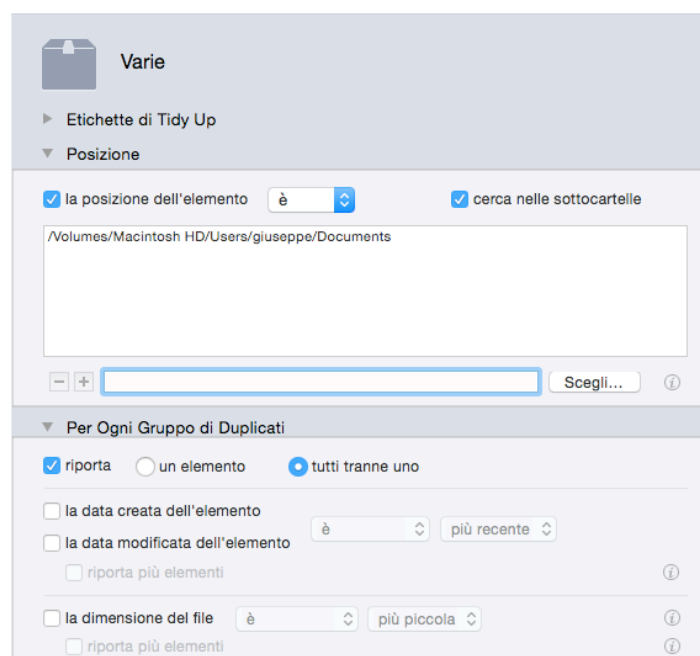 Varie
Etichette di Tidy Up
Posizione
la posizione dell'elemento è cerca nelle sottocartelle
/Volumes/Macintosh HD/Users/giuseppe/Documents
Scegli...
Per Ogni Gruppo di Duplicati
riporta un elemento tutti tranne uno
la data creata dell'elemento
è più recente
la data modificata dell'elemento
riporta più elementi
la dimensione del file è più piccola
riporta più elementi